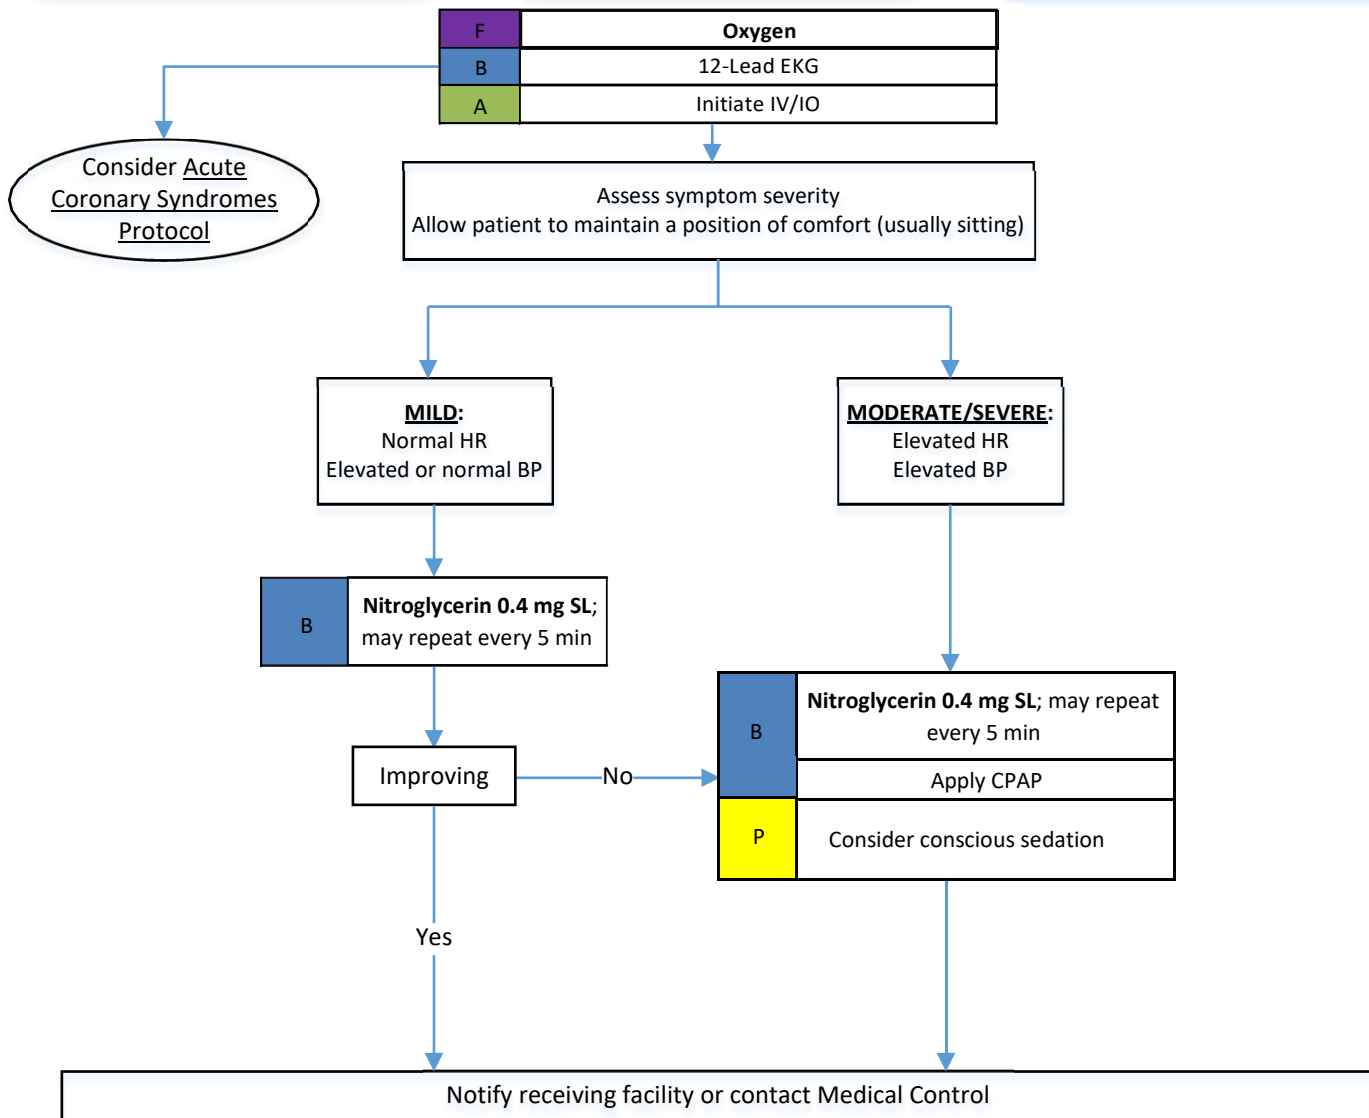 F
Oxygen
B
12-Lead EKG
A
Initiate IV/IO
Consider Acute
Coronary Syndromes
Protocol
Assess symptom severity
Allow patient to maintain a position of comfort (usually sitting)
MILD:
Normal HR
Elevated or normal BP
MODERATE/SEVERE:
Elevated HR
Elevated BP
B
Nitroglycerin 0.4 mg SL;
may repeat every 5 min
B
Nitroglycerin 0.4 mg SL; may repeat
every 5 min
Apply CPAP
Improving
No
P
Consider conscious sedation
Yes
Notify receiving facility or contact Medical Control